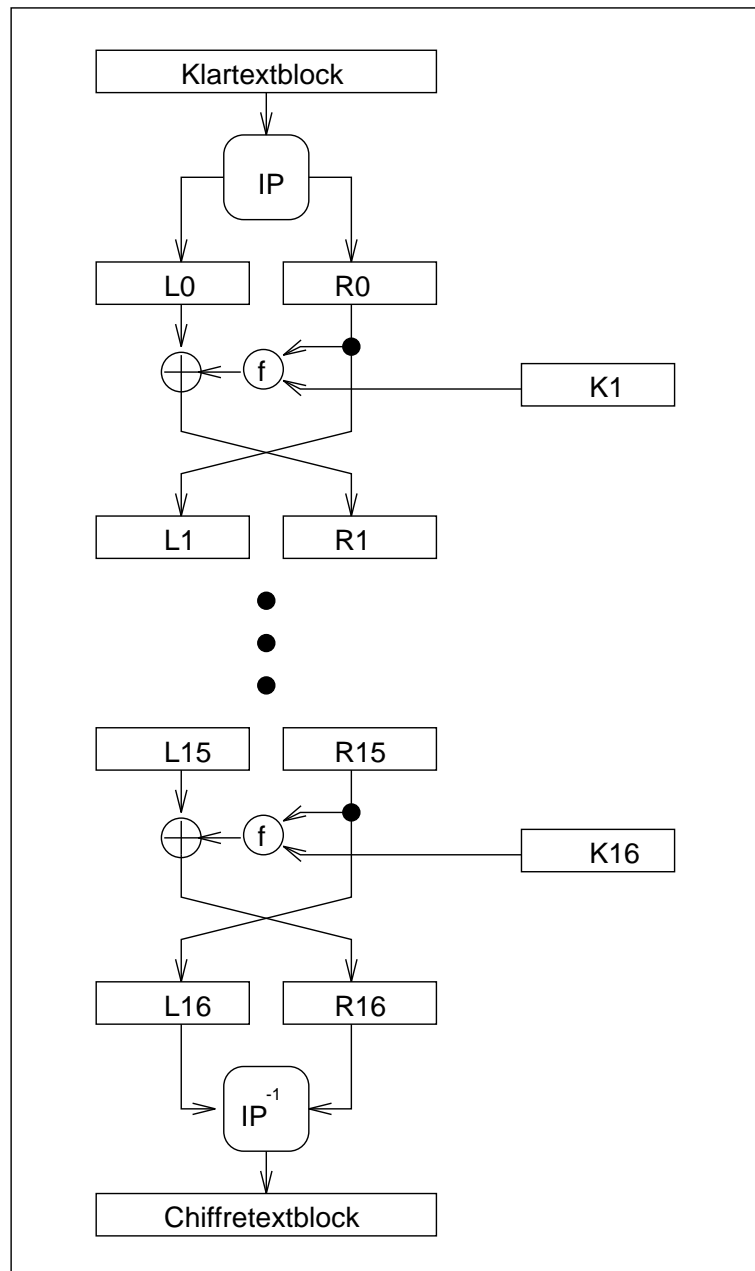 Klartextblock
IP
L0 R0
f
K1
L1 R1
L15 R15
f
K16
L16 R16
IP-1
Chiffretextblock